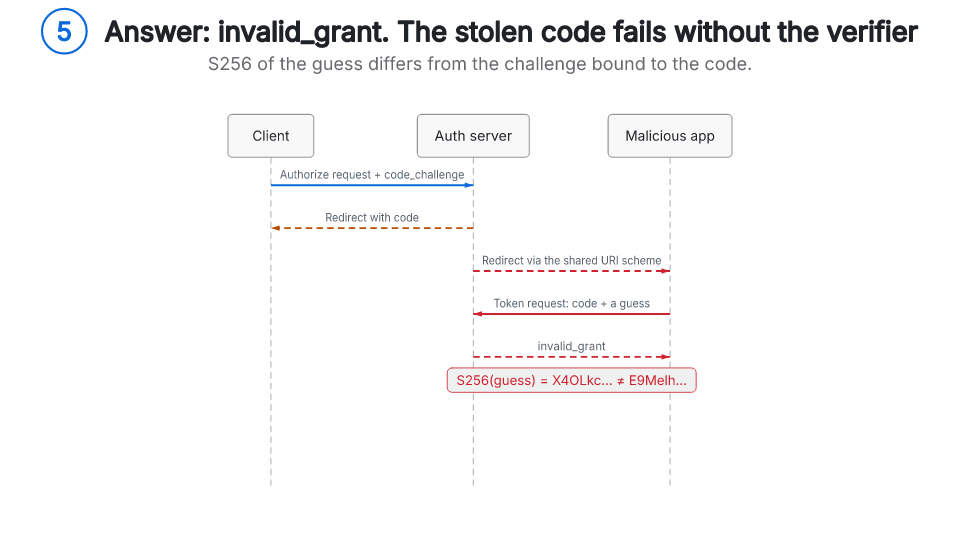 5
Answer: invalid_grant. The stolen code fails without the verifier
S256 of the guess differs from the challenge bound to the code.
Client
Auth server
Malicious app
Authorize request + code_challenge
Redirect with code
Redirect via the shared URI scheme
Token request: code + a guess
invalid_grant
S256(guess) = X4OLkc... ≠ E9Melh...